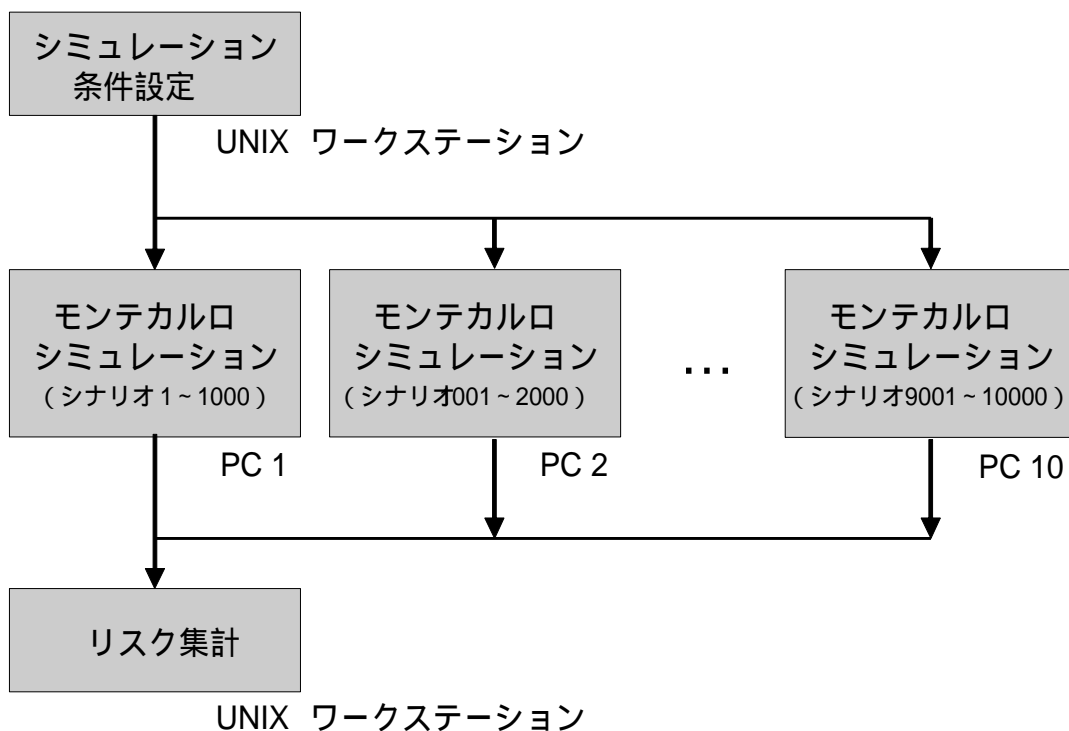 シミュレーション
条件設定
UNIX ワークステーション
モンテカルロ
シミュレーション
(シナリオ1~1000)
PC 1
モンテカルロ
シミュレーション
(シナリオ001~2000)
PC 2
…
モンテカルロ
シミュレーション
(シナリオ9001~10000)
PC 10
リスク集計
UNIX ワークステーション